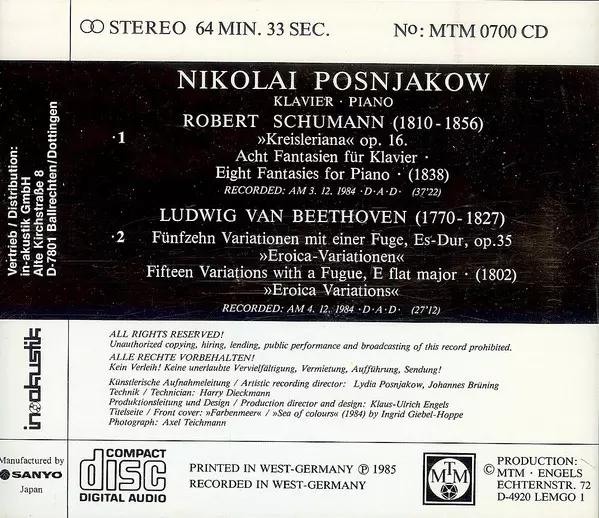 STEREO 64 MIN. 33 SEC. No: MTM 0700 CD
NIKOLAI POSNJAKOW
KLAVIER · PIANO
ROBERT SCHUMANN (1810-1856)
·1 »Kreisleriana« op. 16.
Acht Fantasien für Klavier ·
Eight Fantasies for Piano · (1838)
RECORDED: AM 3. 12. 1984 · D · A · D · (37'22)
LUDWIG VAN BEETHOVEN (1770-1827)
·2 Fünfzehn Variationen mit einer Fuge, Es-Dur, op.35
»Eroica-Variationen«
Fifteen Variations with a Fugue, E flat major · (1802)
»Eroica Variations«
RECORDED: AM 4. 12. 1984 · D · A · D · (27'12)
Vertrieb / Distribution:
in-akustik GmbH
Alte Kirchstraße 8
D-7801 Ballrechten/Dottingen
in-akustik
ALL RIGHTS RESERVED!
Unauthorized copying, hiring, lending, public performance and broadcasting of this record prohibited.
ALLE RECHTE VORBEHALTEN!
Kein Verleih! Keine unerlaubte Vervielfältigung, Vermietung, Aufführung, Sendung!
Künstlerische Aufnahmeleitung / Artistic recording director: Lydia Posnjakow, Johannes Brüning
Technik / Technician: Harry Dieckmann
Produktionsleitung und Design / Production director and design: Klaus-Ulrich Engels
Titelseite / Front cover: »Farbenmeer« / »Sea of colours« (1984) by Ingrid Giebel-Hoppe
Photograph: Axel Teichmann
Manufactured by
SANYO
Japan
COMPACT
disc
DIGITAL AUDIO
PRINTED IN WEST-GERMANY Ⓟ 1985
RECORDED IN WEST-GERMANY
MTM
© PRODUCTION:
MTM · ENGELS
ECHTERNSTR. 72
D-4920 LEMGO 1